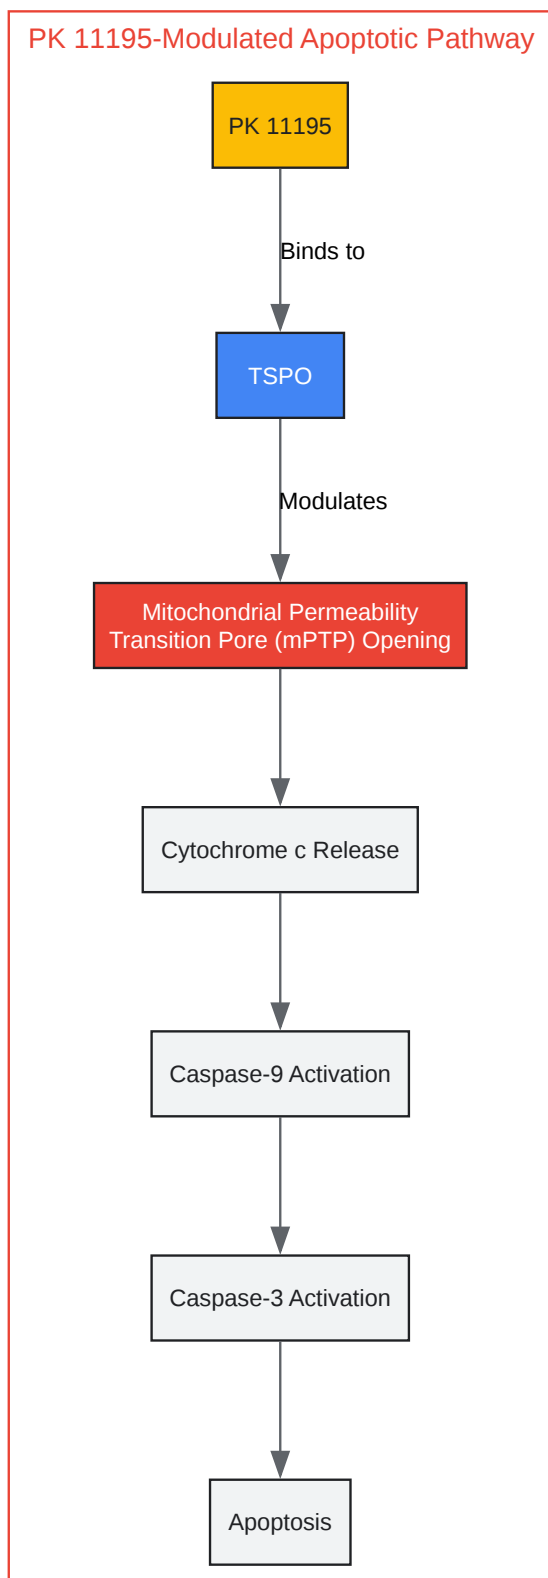 PK 11195-Modulated Apoptotic Pathway
PK 11195
Binds to
TSPO
Modulates
Mitochondrial Permeability
Transition Pore (mPTP) Opening
Cytochrome c Release
Caspase-9 Activation
Caspase-3 Activation
Apoptosis